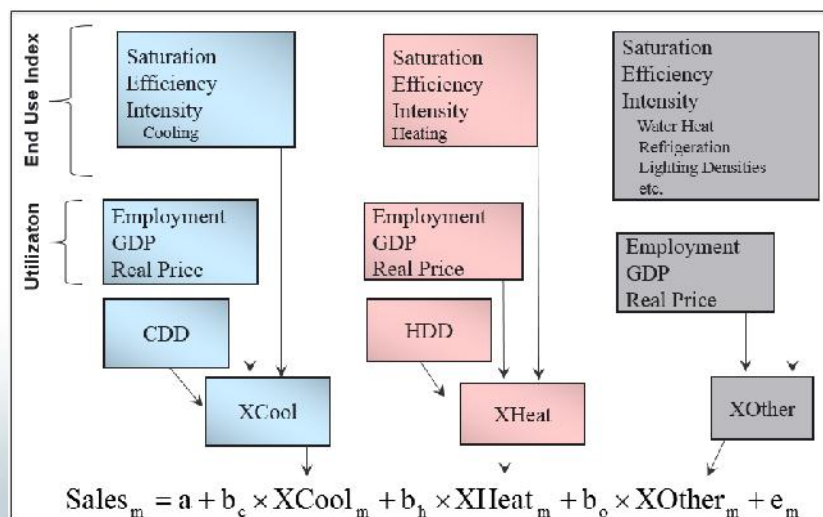 End Use Index
Saturation
Efficiency
Intensity
Cooling
Saturation
Efficiency
Intensity
Heating
Saturation
Efficiency
Intensity
Water Heat
Refrigeration
Lighting Densities
etc.
Utilizaton
Employment
GDP
Real Price
Employment
GDP
Real Price
Employment
GDP
Real Price
CDD
HDD
XCool
XHeat
XOther
Sales_m = a + b_c × XCool_m + b_h × XHeat_m + b_o × XOther_m + e_m